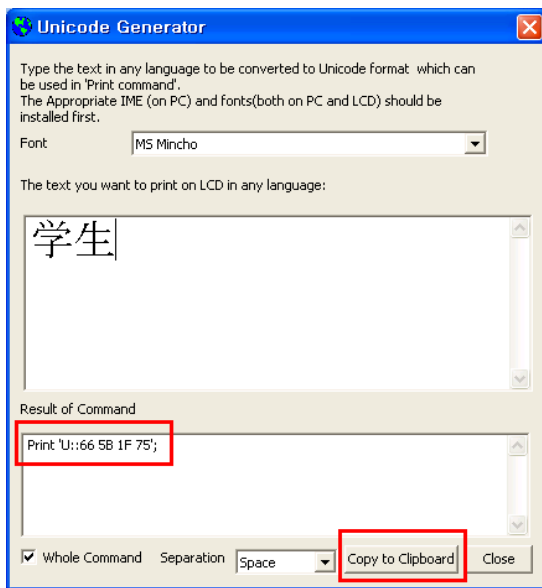 Unicode Generator
Type the text in any language to be converted to Unicode format which can
be used in 'Print command'.
The Appropriate IME (on PC) and fonts(both on PC and LCD) should be
installed first.
Font MS Mincho
The text you want to print on LCD in any language:
学生
Result of Command
Print 'U::66 5B 1F 75';
Whole Command Separation Space Copy to Clipboard Close